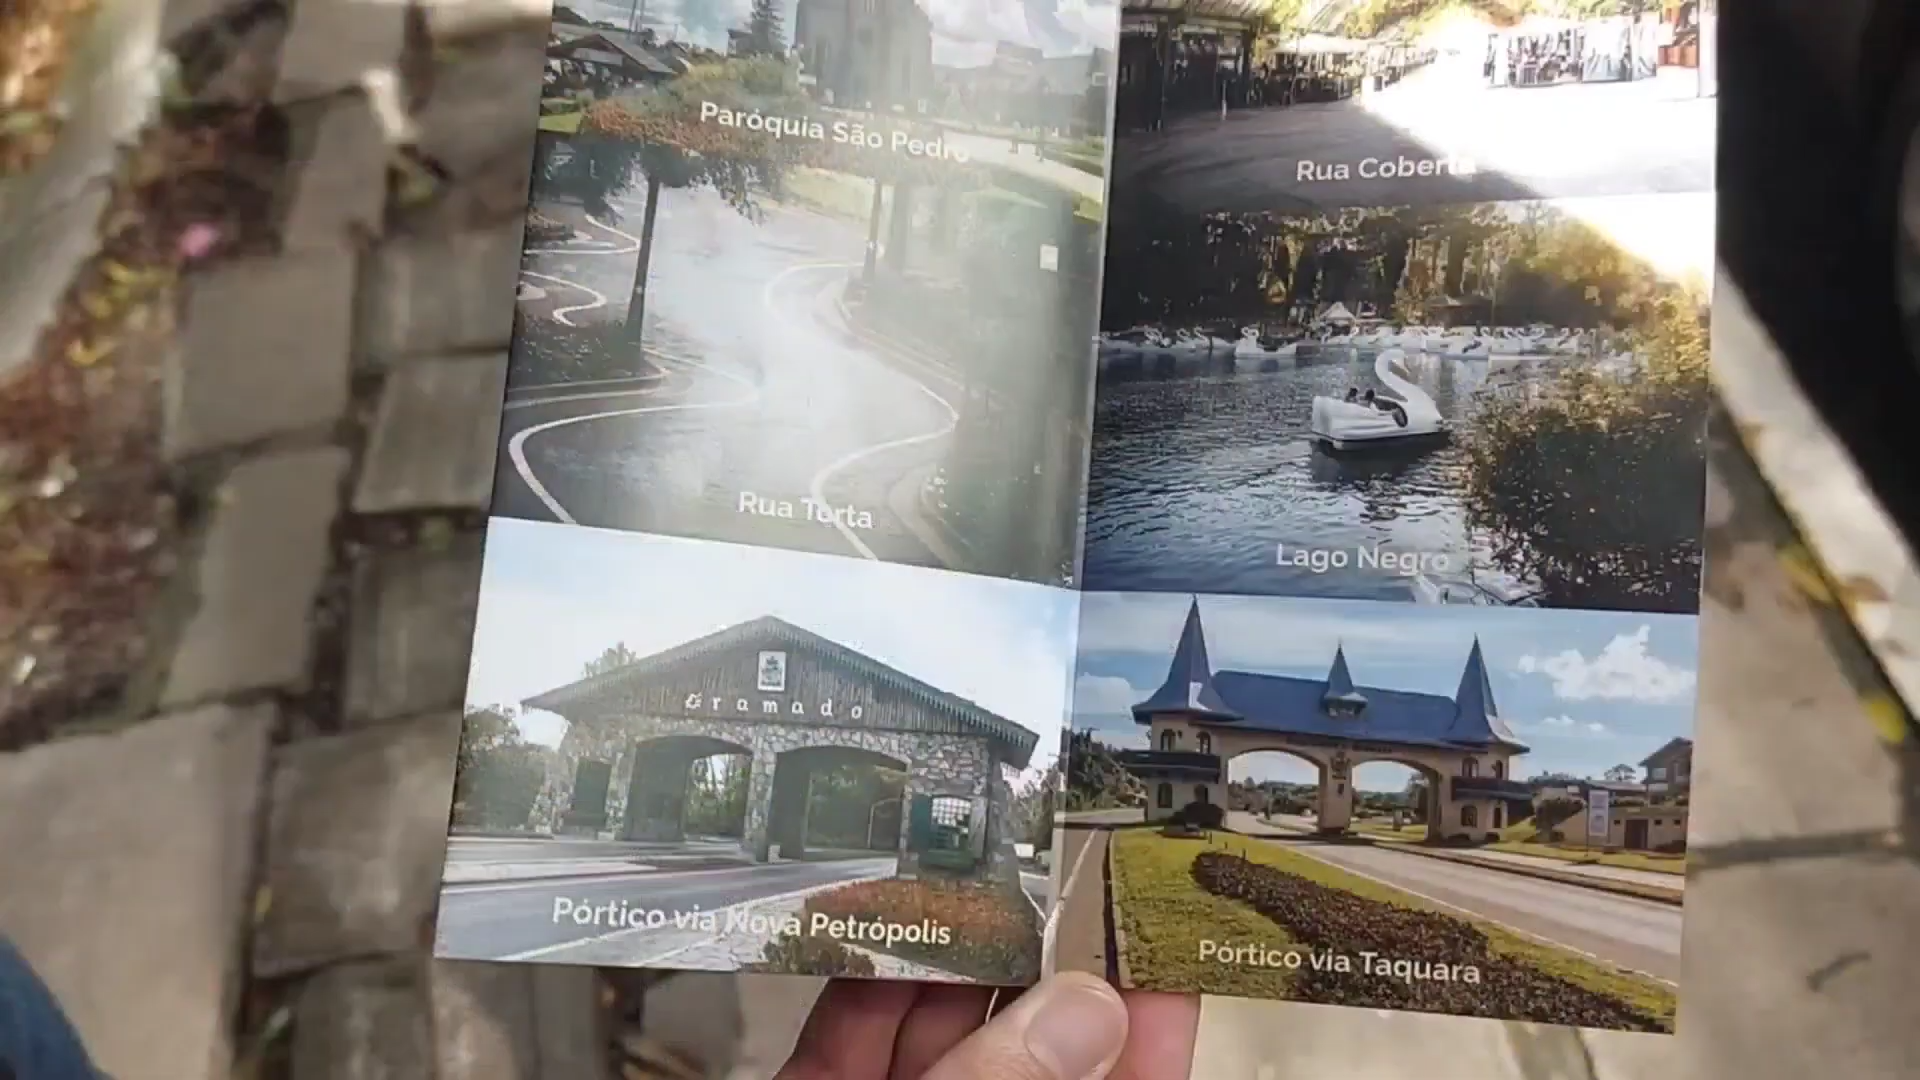 Paróquia São Pedro
Rua Coberta
Rua Torta
Lago Negro
Gramado
Pórtico via Nova Petrópolis
Pórtico via Taquara